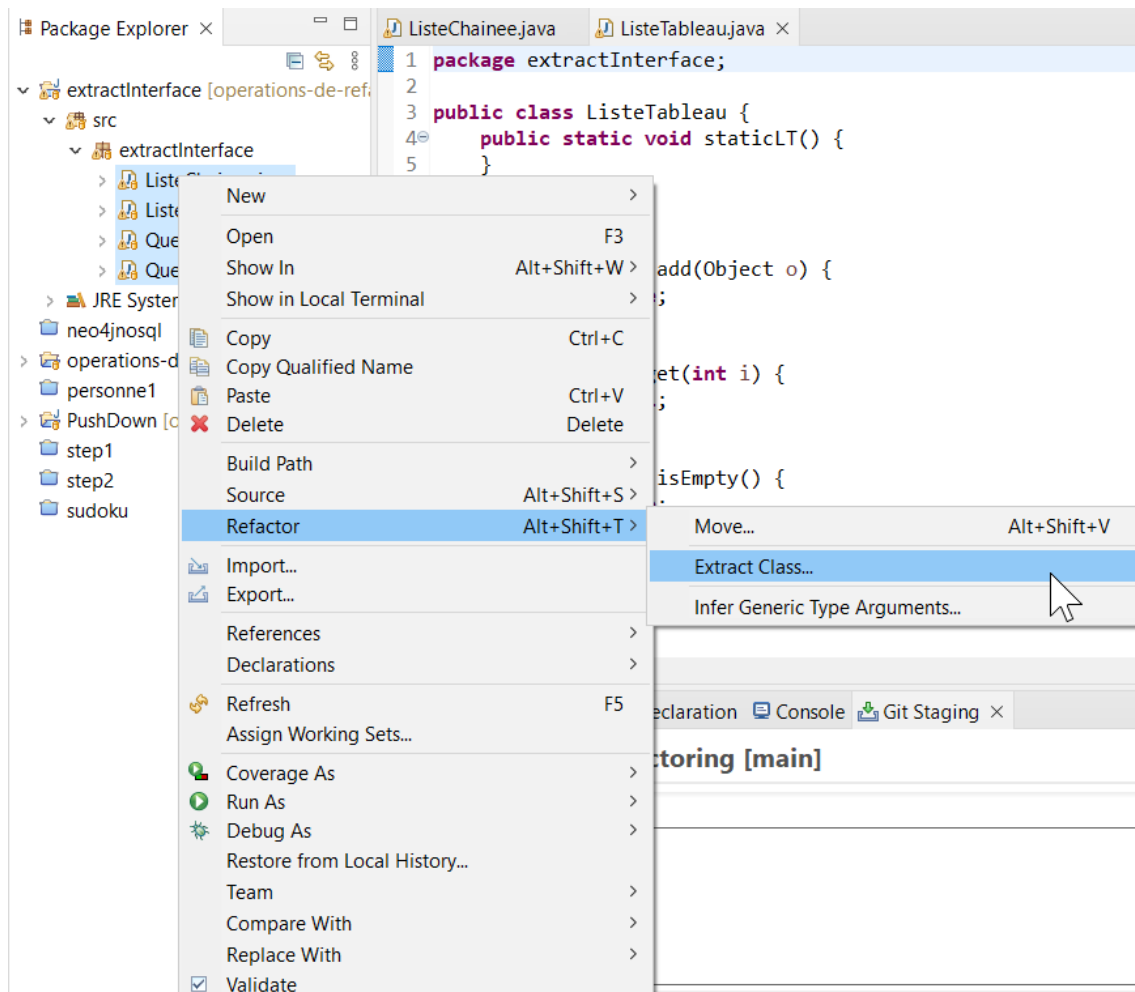 Package Explorer
ListeChainee.java
ListeTableau.java
extractInterface [operations-de-ref
src
extractInterface
Liste
Liste
Que
Que
JRE Syster
neo4jnosql
operations-d
personne1
PushDown [o
step1
step2
sudoku
1 package extractInterface;
2
3 public class ListeTableau {
4 public static void staticLT() {
5 }
add(Object o) {
;
et(int i) {
;
isEmpty() {
New
Open F3
Show In Alt+Shift+W
Show in Local Terminal
Copy Ctrl+C
Copy Qualified Name
Paste Ctrl+V
Delete Delete
Build Path
Source Alt+Shift+S
Refactor Alt+Shift+T
Import...
Export...
References
Declarations
Refresh F5
Assign Working Sets...
Coverage As
Run As
Debug As
Restore from Local History...
Team
Compare With
Replace With
Validate
Move... Alt+Shift+V
Extract Class...
Infer Generic Type Arguments...
eclaration
Console
Git Staging
toring [main]